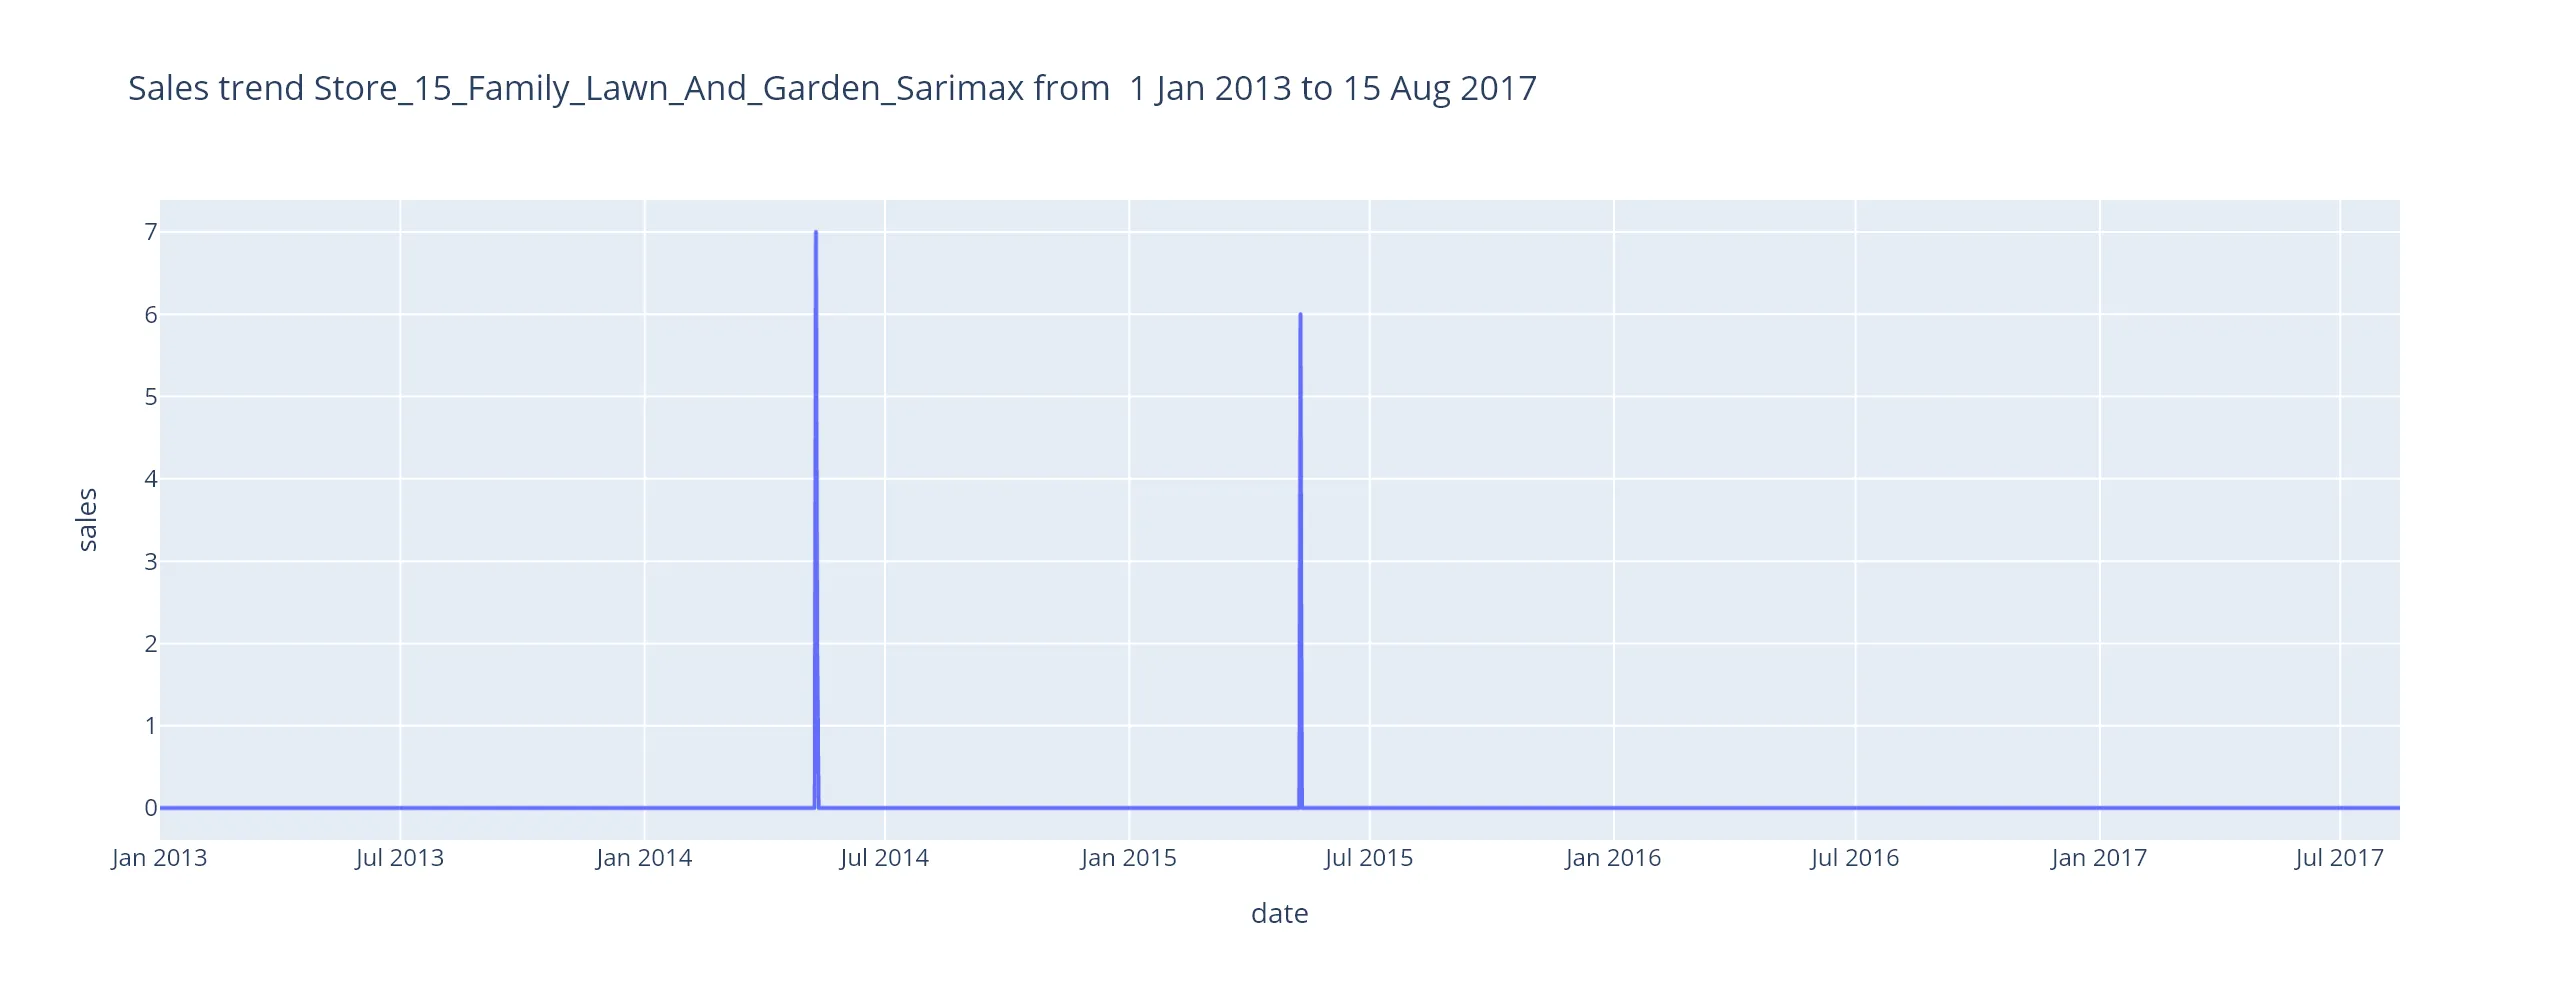 Sales trend Store_15_Family_Lawn_And_Garden_Sarimax from  1 Jan 2013 to 15 Aug 2017
7
6
5
4
3
2
1
0
sales
Jan 2013 Jul 2013 Jan 2014 Jul 2014 Jan 2015 Jul 2015 Jan 2016 Jul 2016 Jan 2017 Jul 2017
date